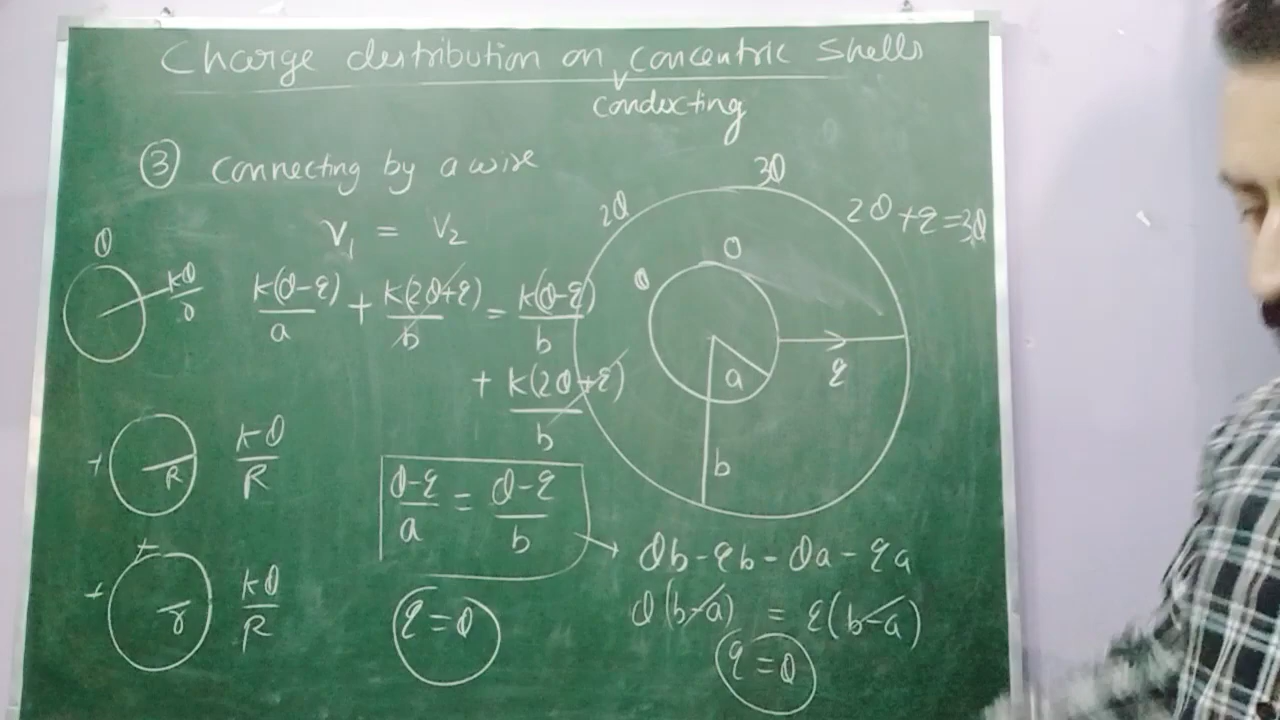 Charge distribution on concentric shells
conducting
③ Connecting by a wire
V₁ = V₂
Q
kQ/r
k(Q-q)/a + k(2Q+q)/b = k(Q-q)/b
+ k(2Q+q)/b
+ R kQ/R
+ + r kQ/R
Q-q/a = Q-q/b
q = Q
3Q
2Q
2Q+q=3Q
Q
0
a
q
b
Qb-qb-Qa-qa
Q(b-a) = q(b-a)
q = Q